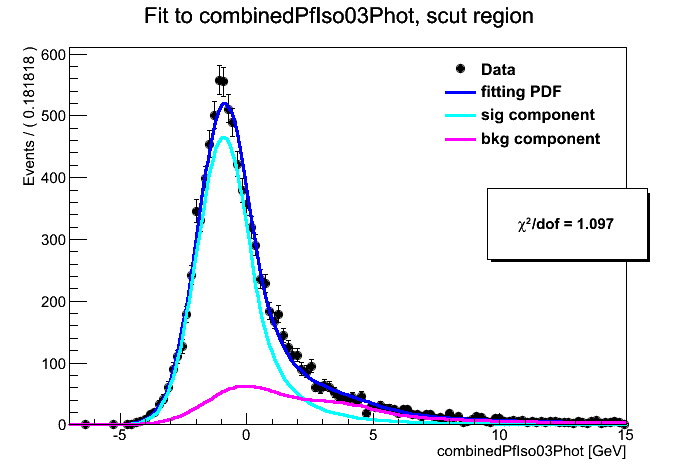 Fit to combinedPfIso03Phot, scut region
Events / ( 0.181818 )
600
500
400
300
200
100
0
Data
fitting PDF
sig component
bkg component
χ²/dof = 1.097
-5 0 5 10 15
combinedPfIso03Phot [GeV]